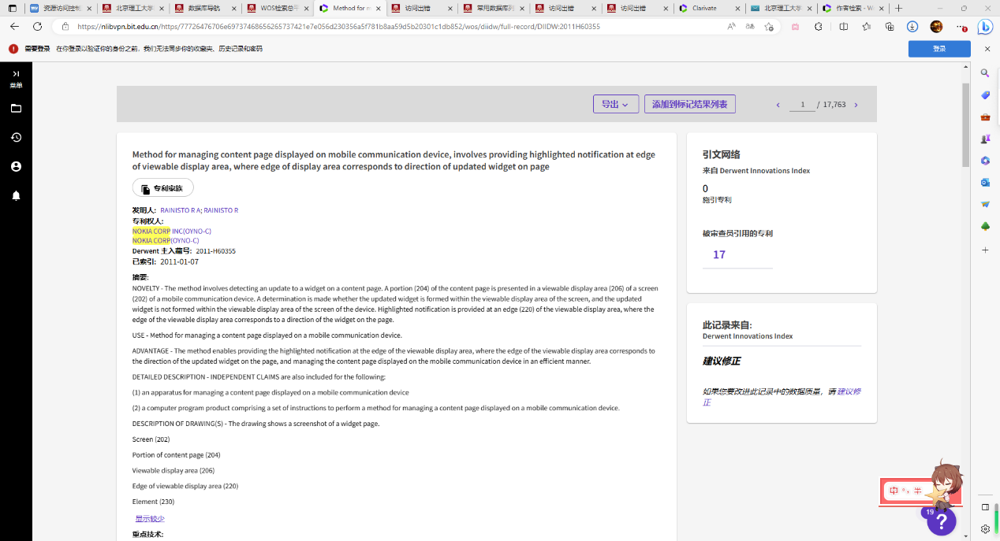 资源访问控制
北京理工大
数据库导航
WOS检索总平
Method for m
访问出错
常用数据库列
访问出错
访问出错
Clarivate
北京理工大
作者检索 - W
https://nlibvpn.bit.edu.cn/https/77726476706e69737468656265737421e7e056d230356a5f781b8aa59d5b20301c1db852/wos/diidw/full-record/DIIDW:2011H60355
需要登录 在你登录以验证你的身份之前，我们无法同步你的收藏夹、历史记录和密码
登录
菜单
导出
添加到标记结果列表
1 / 17,763
Method for managing content page displayed on mobile communication device, involves providing highlighted notification at edge
of viewable display area, where edge of display area corresponds to direction of updated widget on page
专利家族
发明人: RAINISTO R A; RAINISTO R
专利权人:
NOKIA CORP INC(OYNO-C)
NOKIA CORP(OYNO-C)
Derwent 主入藏号: 2011-H60355
已索引: 2011-01-07
摘要:
NOVELTY - The method involves detecting an update to a widget on a content page. A portion (204) of the content page is presented in a viewable display area (206) of a screen
(202) of a mobile communication device. A determination is made whether the updated widget is formed within the viewable display area of the screen, and the updated
widget is not formed within the viewable display area of the screen of the device. Highlighted notification is provided at an edge (220) of the viewable display area, where the
edge of the viewable display area corresponds to a direction of the widget on the page.
USE - Method for managing a content page displayed on a mobile communication device.
ADVANTAGE - The method enables providing the highlighted notification at the edge of the viewable display area, where the edge of the viewable display area corresponds to
the direction of the updated widget on the page, and managing the content page displayed on the mobile communication device in an efficient manner.
DETAILED DESCRIPTION - INDEPENDENT CLAIMS are also included for the following:
(1) an apparatus for managing a content page displayed on a mobile communication device
(2) a computer program product comprising a set of instructions to perform a method for managing a content page displayed on a mobile communication device.
DESCRIPTION OF DRAWING(S) - The drawing shows a screenshot of a widget page.
Screen (202)
Portion of content page (204)
Viewable display area (206)
Edge of viewable display area (220)
Element (230)
显示较少
重点技术:
引文网络
来自 Derwent Innovations Index
0
施引专利
被审查员引用的专利
17
此记录来自:
Derwent Innovations Index
建议修正
如果您要改进此记录中的数据质量，请 建议修
正
中 °, 半
19
?